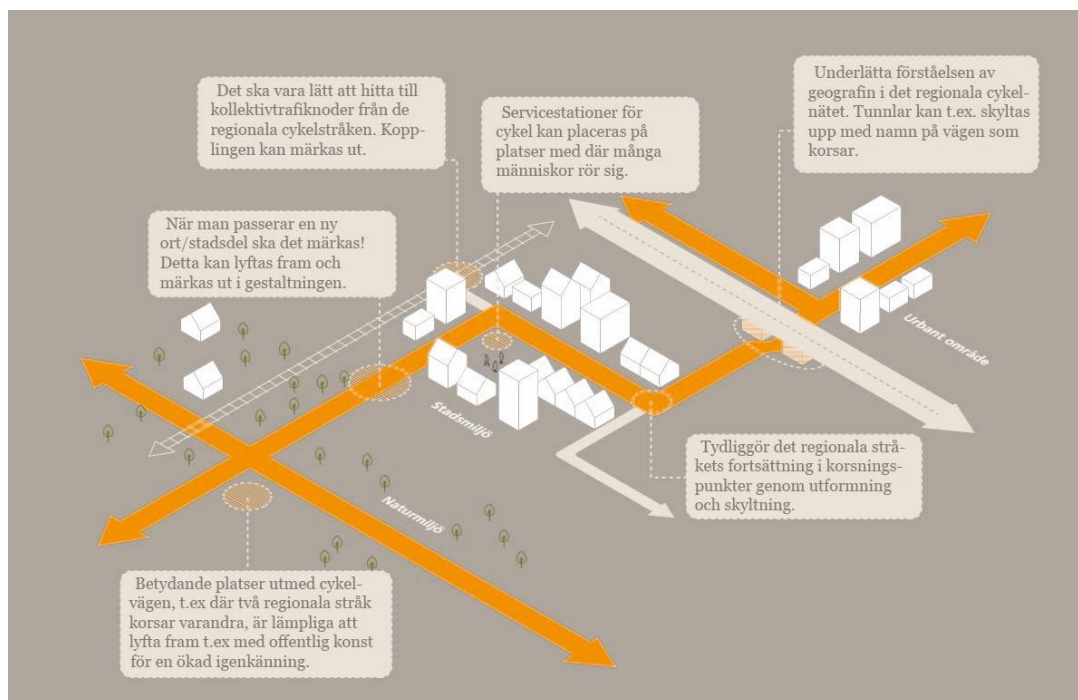 Det ska vara lätt att hitta till
kollektivtrafiknoder från de
regionala cykelstråken. Kopp-
lingen kan märkas ut.
Servicestationer för
cykel kan placeras på
platser med där många
människor rör sig.
Underlätta förståelsen av
geografin i det regionala cykel-
nätet. Tunnlar kan t.ex. skyltas
upp med namn på vägen som
korsar.
När man passerar en ny
ort/stadsdel ska det märkas!
Detta kan lyftas fram och
märkas ut i gestaltningen.
Urbant område
Stadsmiljö
Naturmiljö
Tydliggör det regionala strå-
kets fortsättning i korsnings-
punkter genom utformning
och skyltning.
Betydande platser utmed cykel-
vägen, t.ex där två regionala stråk
korsar varandra, är lämpliga att
lyfta fram t.ex med offentlig konst
för en ökad igenkänning.